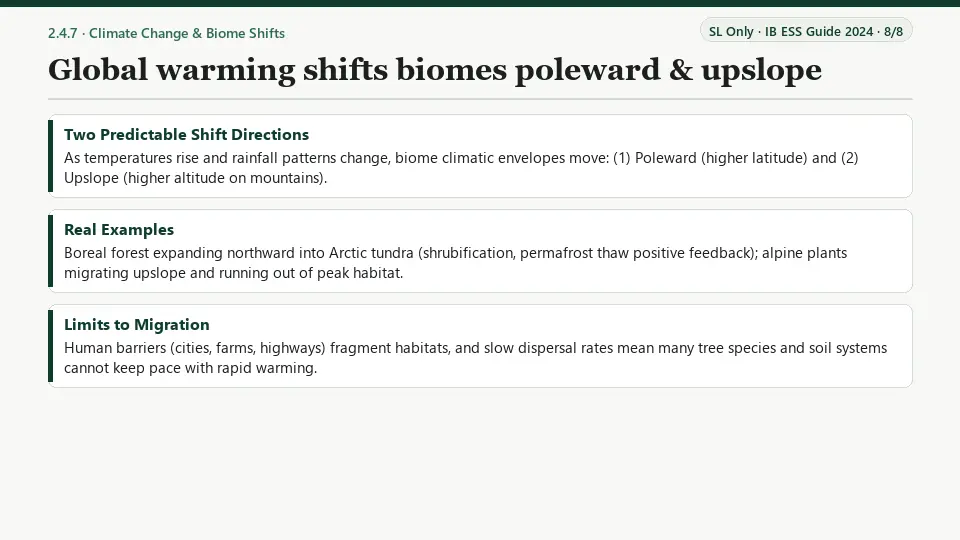 2.4.7 · Climate Change & Biome Shifts
SL Only · IB ESS Guide 2024 · 8/8
Global warming shifts biomes poleward & upslope
Two Predictable Shift Directions
As temperatures rise and rainfall patterns change, biome climatic envelopes move: (1) Poleward (higher latitude) and (2)
Upslope (higher altitude on mountains).
Real Examples
Boreal forest expanding northward into Arctic tundra (shrubification, permafrost thaw positive feedback); alpine plants
migrating upslope and running out of peak habitat.
Limits to Migration
Human barriers (cities, farms, highways) fragment habitats, and slow dispersal rates mean many tree species and soil systems
cannot keep pace with rapid warming.